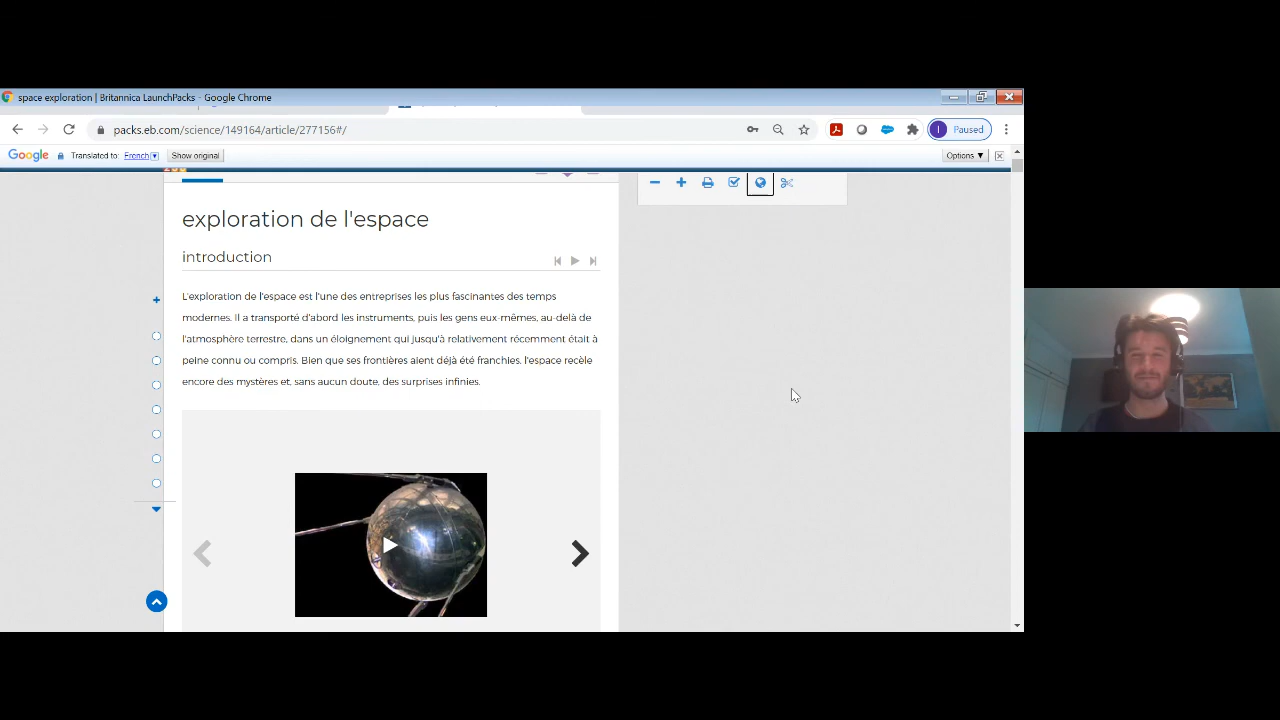 space exploration | Britannica LaunchPacks - Google Chrome
packs.eb.com/science/149164/article/277156#/
I
Paused
Google
Translated to: French
Show original
Options
exploration de l'espace
introduction
L'exploration de l'espace est l'une des entreprises les plus fascinantes des temps
modernes. Il a transporté d'abord les instruments, puis les gens eux-mêmes, au-delà de
l'atmosphère terrestre, dans un éloignement qui jusqu'à relativement récemment était à
peine connu ou compris. Bien que ses frontières aient déjà été franchies, l'espace recèle
encore des mystères et, sans aucun doute, des surprises infinies.